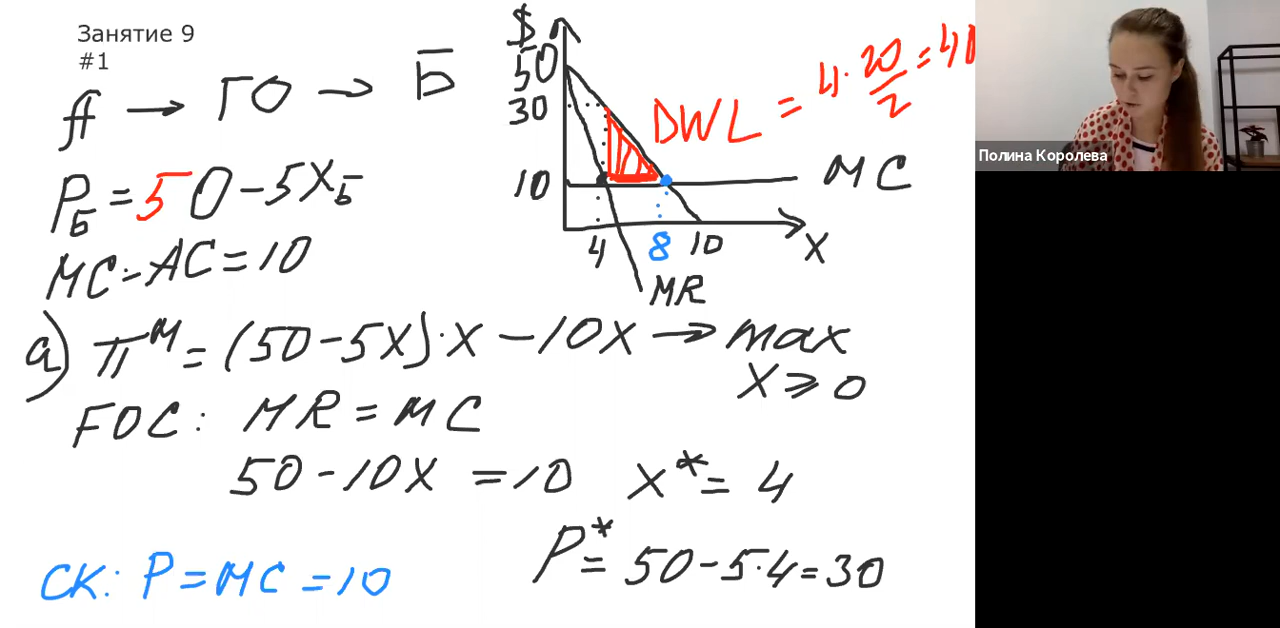 Занятие 9
#1
A → ГО → Б
P_Б = 50 - 5X_Б
MC = AC = 10
$
50
30
10
4 8 10
X
MC
MR
DWL = 4 · 20/2 = 40
Полина Королева
а) π^M = (50 - 5X) · X - 10X → max
X ⩾ 0
FOC: MR = MC
50 - 10X = 10 X* = 4
P* = 50 - 5·4 = 30
СК: P = MC = 10